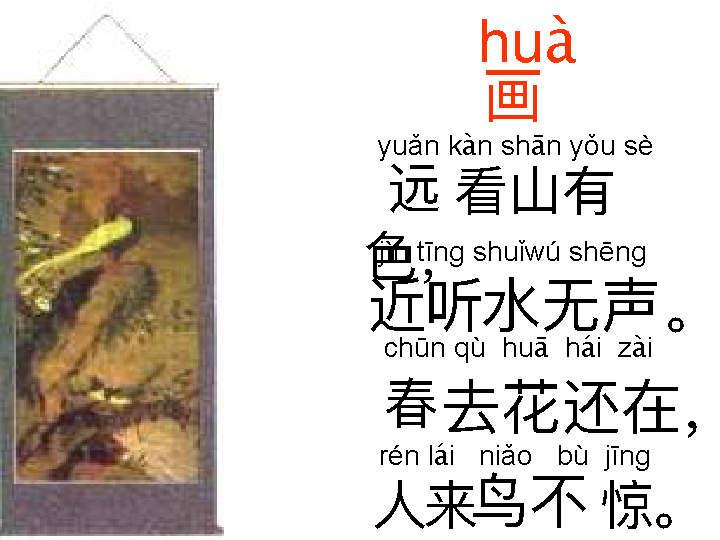 huà
画
yuǎn kàn shān yǒu sè
远 看山有
色,
tīng shuǐwú shēng
近听水无声。
chūn qù huā hái zài
春去花还在,
rén lái niǎo bù jīng
人来鸟不 惊。